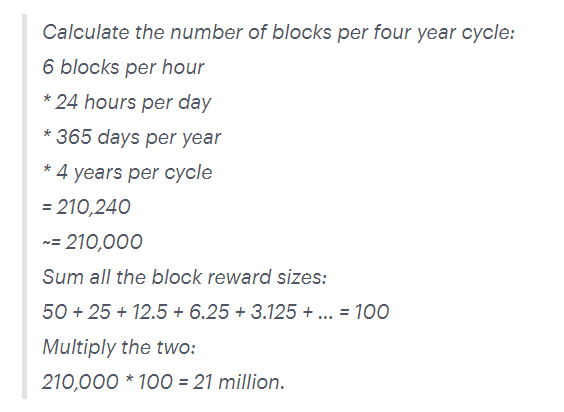 Calculate the number of blocks per four year cycle:
6 blocks per hour
* 24 hours per day
* 365 days per year
* 4 years per cycle
= 210,240
~= 210,000
Sum all the block reward sizes:
50 + 25 + 12.5 + 6.25 + 3.125 + ... = 100
Multiply the two:
210,000 * 100 = 21 million.